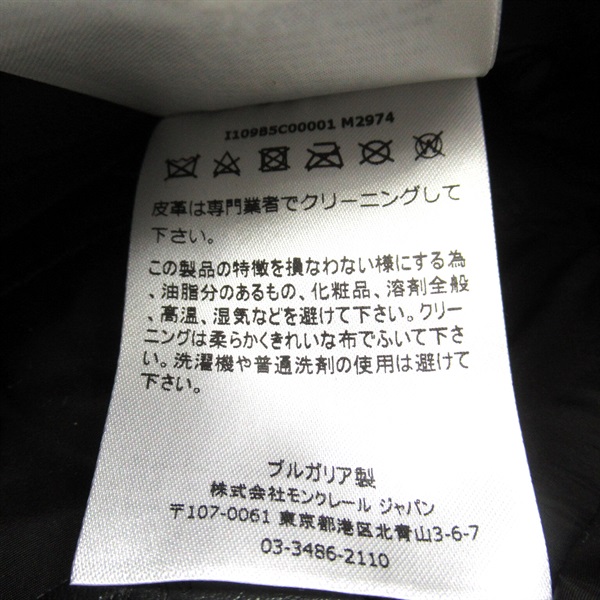 I1098SC00001 M2974
皮革は専門業者でクリーニングして
下さい。
この製品の特徴を損なわない様にする為
、油脂分のあるもの、化粧品、溶剤全般
、高温、湿気などを避けて下さい。クリー
ニングは柔らかくきれいな布でふいて下さ
い。洗濯機や普通洗剤の使用は避けて
下さい。
ブルガリア製
株式会社モンクレール ジャパン
〒107-0061 東京都港区北青山3-6-7
03-3486-2110